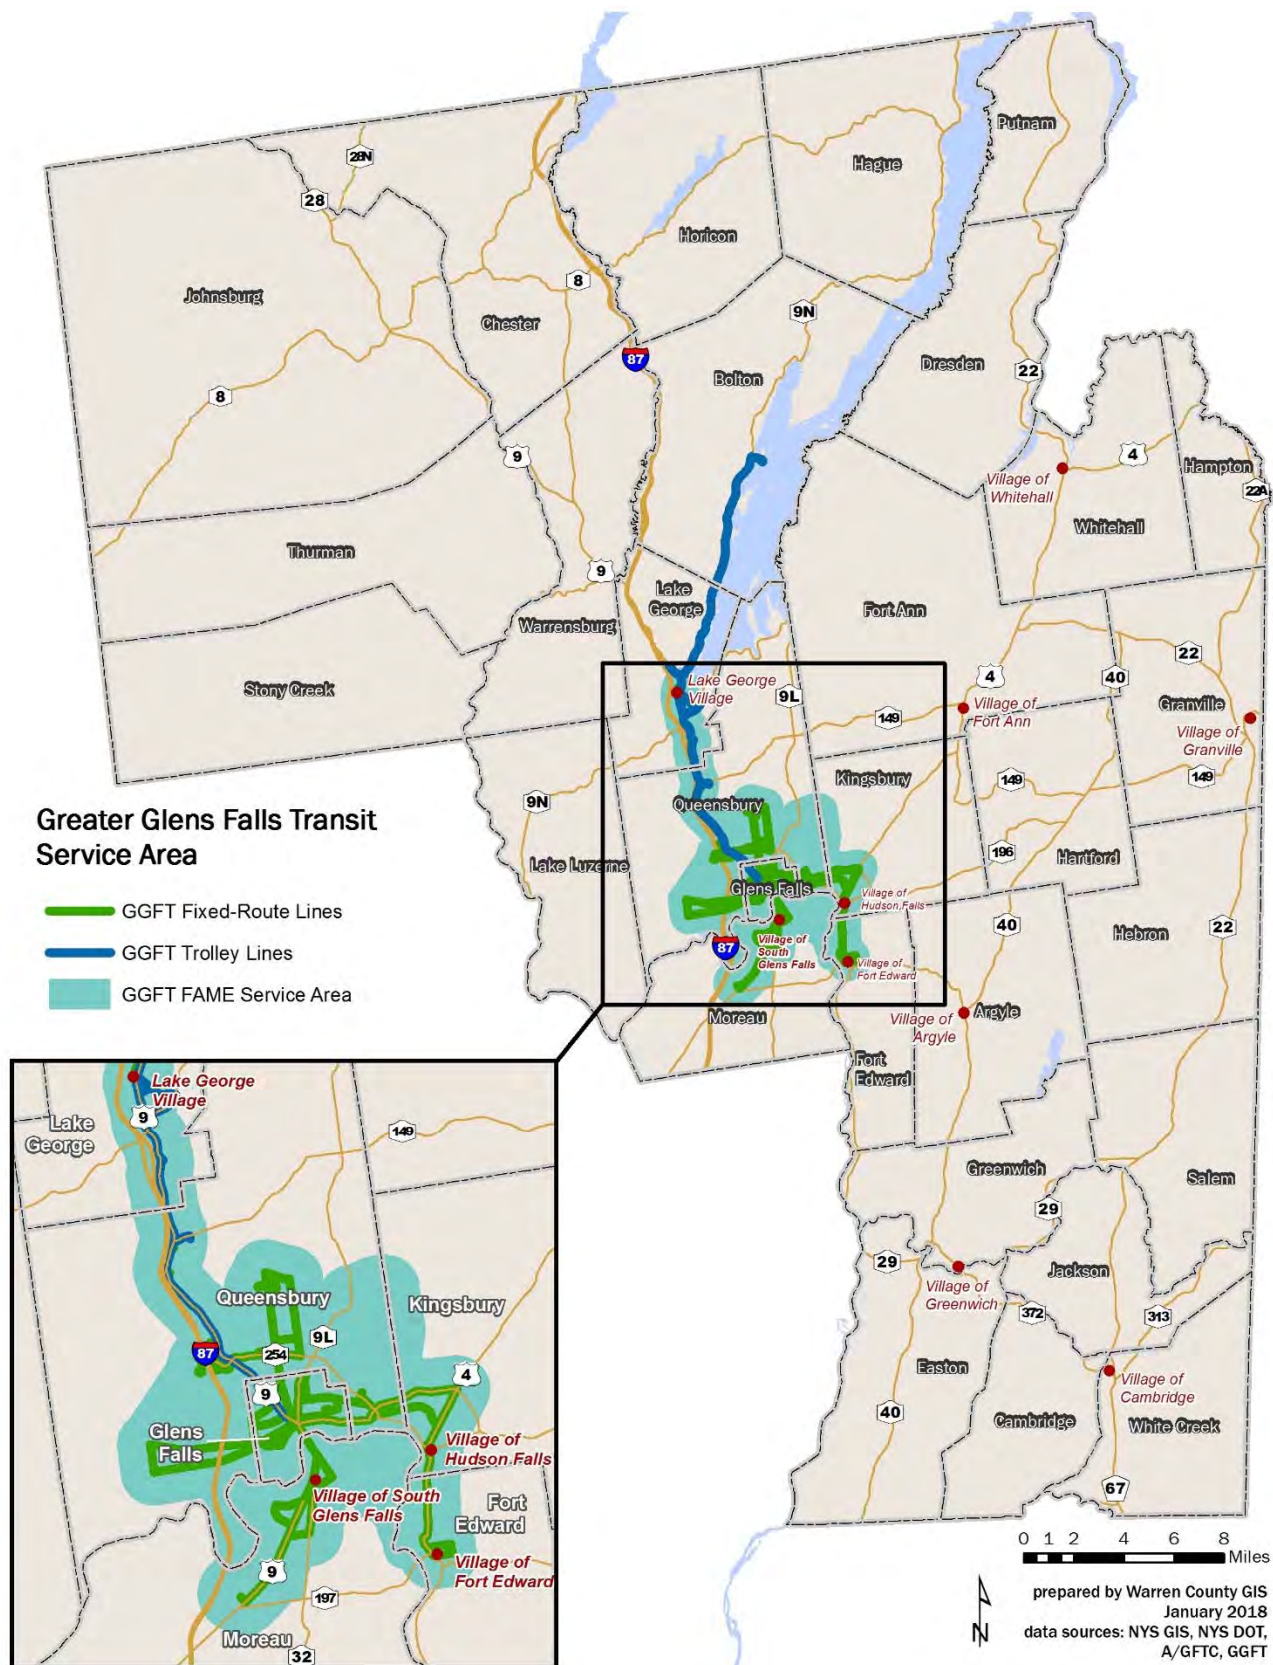 Putnam
Hague
28N
28
Horicon
8
Johnsburg
Chester
9N
87
Dresden
22
Bolton
8
9
4
Hampton
Village of
Whitehall
22A
Whitehall
Thurman
9
Lake
George
Fort Ann
Warrensburg
22
Stony Creek
Lake George
Village
9L
4
40
Granville
149
Village of
Fort Ann
Village of
Granville
Kingsbury
149
149
9N
Queensbury
196
Hartford
Lake Luzerne
Glens Falls
Village of
Hudson Falls
40
22
Hebron
87
Village of
South
Glens Falls
Village of
Fort Edward
Moreau
Village of
Argyle
Argyle
Fort
Edward
Greenwich
Salem
29
29
Jackson
Village of
Greenwich
372
313
Easton
Village of
Cambridge
40
Cambridge
White Creek
67
Greater Glens Falls Transit
Service Area
GGFT Fixed-Route Lines
GGFT Trolley Lines
GGFT FAME Service Area
Lake George
Village
9
Lake
George
149
Queensbury
Kingsbury
9L
87
254
4
9
Glens
Falls
Village of
Hudson Falls
Village of South
Glens Falls
Fort
Edward
Village of
Fort Edward
9
197
Moreau
32
0 1 2 4 6 8
Miles
N
prepared by Warren County GIS
January 2018
data sources: NYS GIS, NYS DOT,
A/GFTC, GGFT